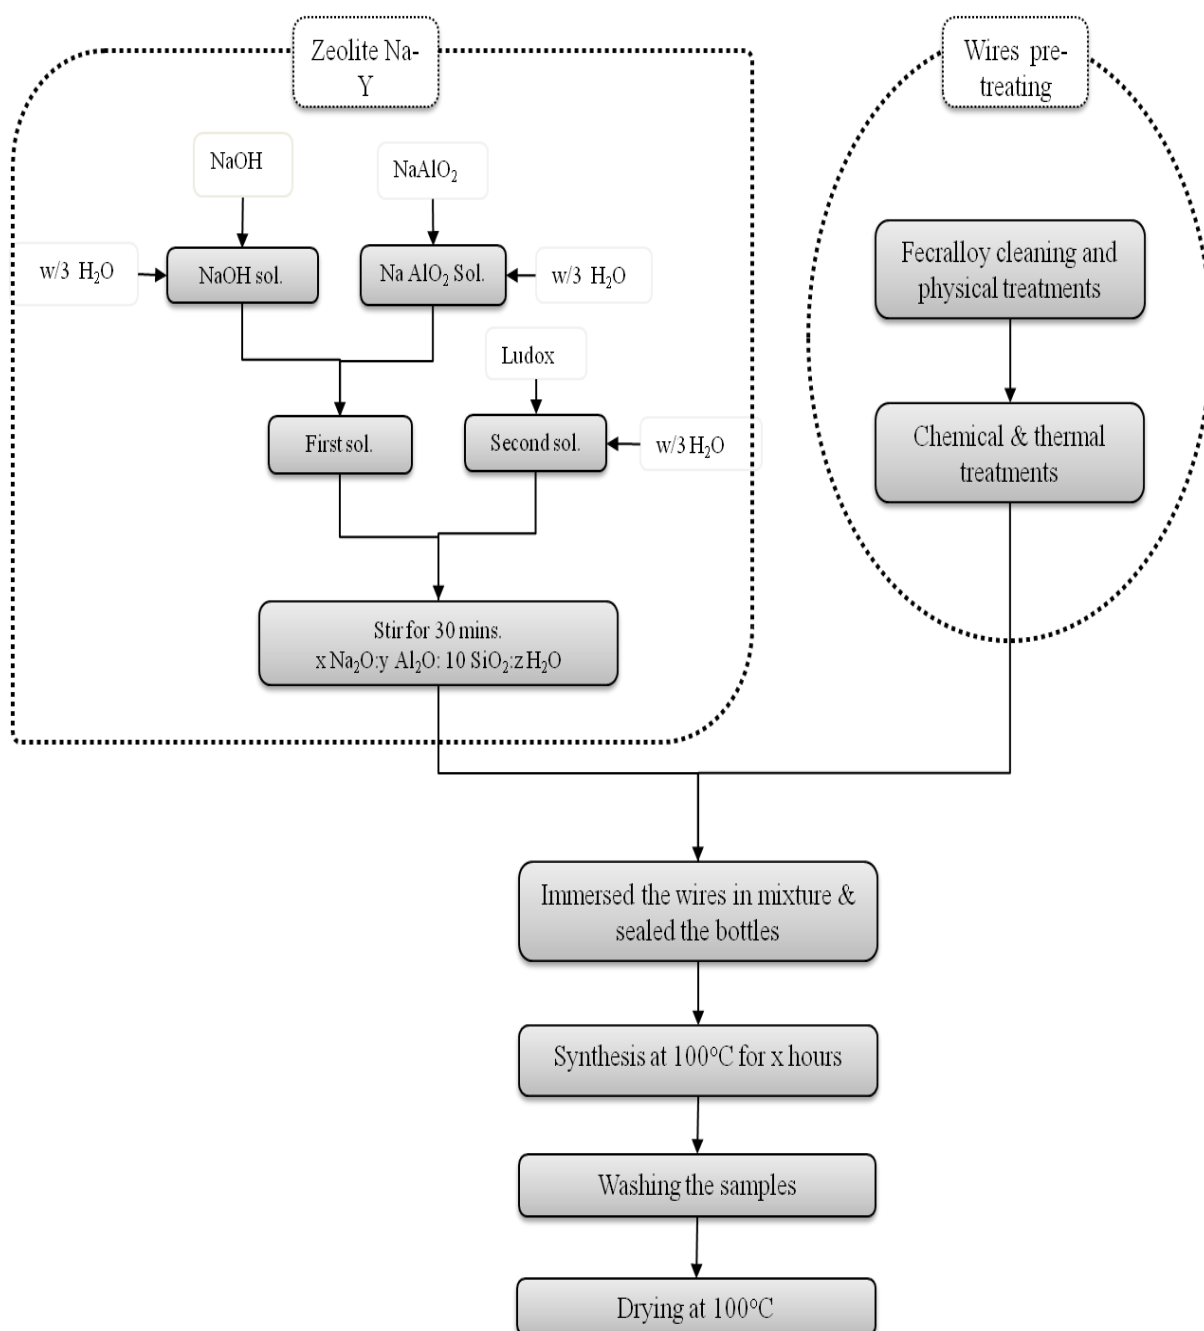 Zeolite Na-
Y
Wires pre-
treating
NaOH
NaAlO₂
w/3 H₂O
NaOH sol.
Na AlO₂ Sol.
w/3 H₂O
Fecralloy cleaning and
physical treatments
Ludox
First sol.
Second sol.
w/3 H₂O
Chemical & thermal
treatments
Stir for 30 mins.
x Na₂O:y Al₂O: 10 SiO₂:z H₂O
Immersed the wires in mixture &
sealed the bottles
Synthesis at 100°C for x hours
Washing the samples
Drying at 100°C